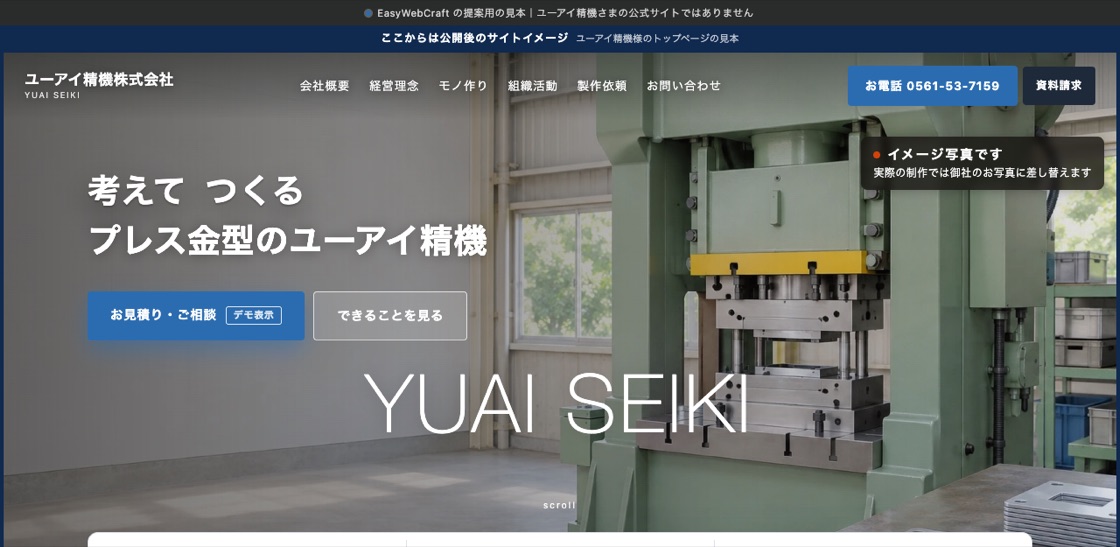 EasyWebCraft の提案用の見本｜ユーアイ精機さまの公式サイトではありません
ここからは公開後のサイトイメージ ユーアイ精機様のトップページの見本
ユーアイ精機株式会社
YUAI SEIKI
会社概要 経営理念 モノ作り 組織活動 製作依頼 お問い合わせ
お電話 0561-53-7159
資料請求
イメージ写真です
実際の制作では御社のお写真に差し替えます
考えて つくる
プレス金型のユーアイ精機
お見積り・ご相談 デモ表示
できることを見る
YUAI SEIKI
scroll